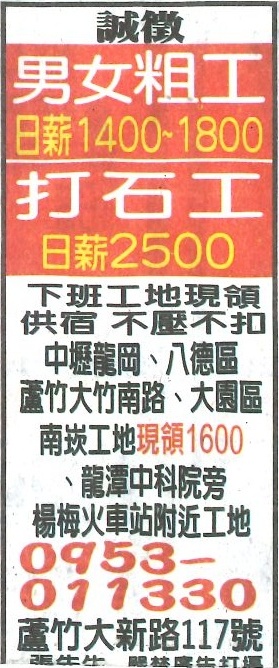 誠徵
男女粗工
日薪1400~1800
打石工
日薪2500
下班工地現領
供宿 不壓不扣
中壢龍岡、八德區
蘆竹大竹南路、大園區
南崁工地現領1600
、龍潭中科院旁
楊梅火車站附近工地
0953-
011330
蘆竹大新路117號